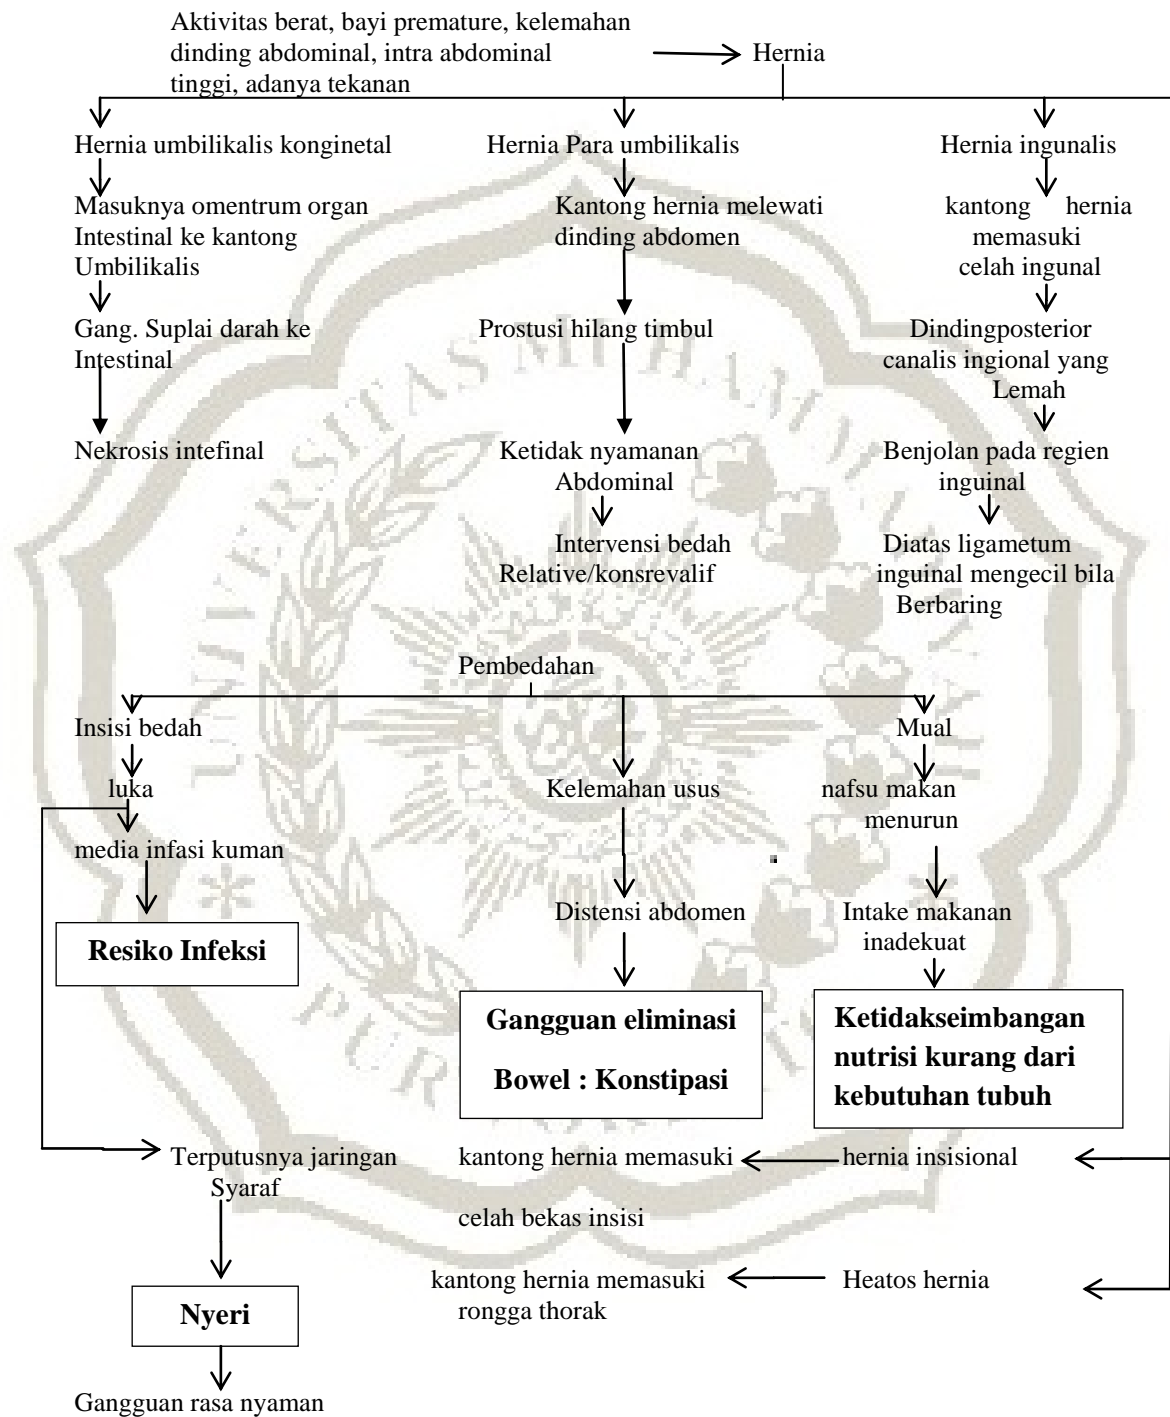 Aktivitas berat, bayi premature, kelemahan
dinding abdominal, intra abdominal
tinggi, adanya tekanan
Hernia
Hernia umbilikalis konginetal
Hernia Para umbilikalis
Hernia ingunalis
Masuknya omentrum organ
Intestinal ke kantong
Umbilikalis
Kantong hernia melewati
dinding abdomen
kantong hernia
memasuki
celah ingunal
Gang. Suplai darah ke
Intestinal
Prostusi hilang timbul
Dindingposterior
canalis ingional yang
Lemah
Nekrosis intefinal
Ketidak nyamanan
Abdominal
Benjolan pada regien
inguinal
Intervensi bedah
Relative/konsrevalif
Diatas ligametum
inguinal mengecil bila
Berbaring
Pembedahan
Insisi bedah
Mual
luka
Kelemahan usus
nafsu makan
menurun
media infasi kuman
Distensi abdomen
Intake makanan
inadekuat
Resiko Infeksi
Gangguan eliminasi
Bowel : Konstipasi
Ketidakseimbangan
nutrisi kurang dari
kebutuhan tubuh
Terputusnya jaringan
Syaraf
kantong hernia memasuki
celah bekas insisi
hernia insisional
kantong hernia memasuki
rongga thorak
Heatos hernia
Nyeri
Gangguan rasa nyaman
UNIVERSITAS MUHAMMADIYAH